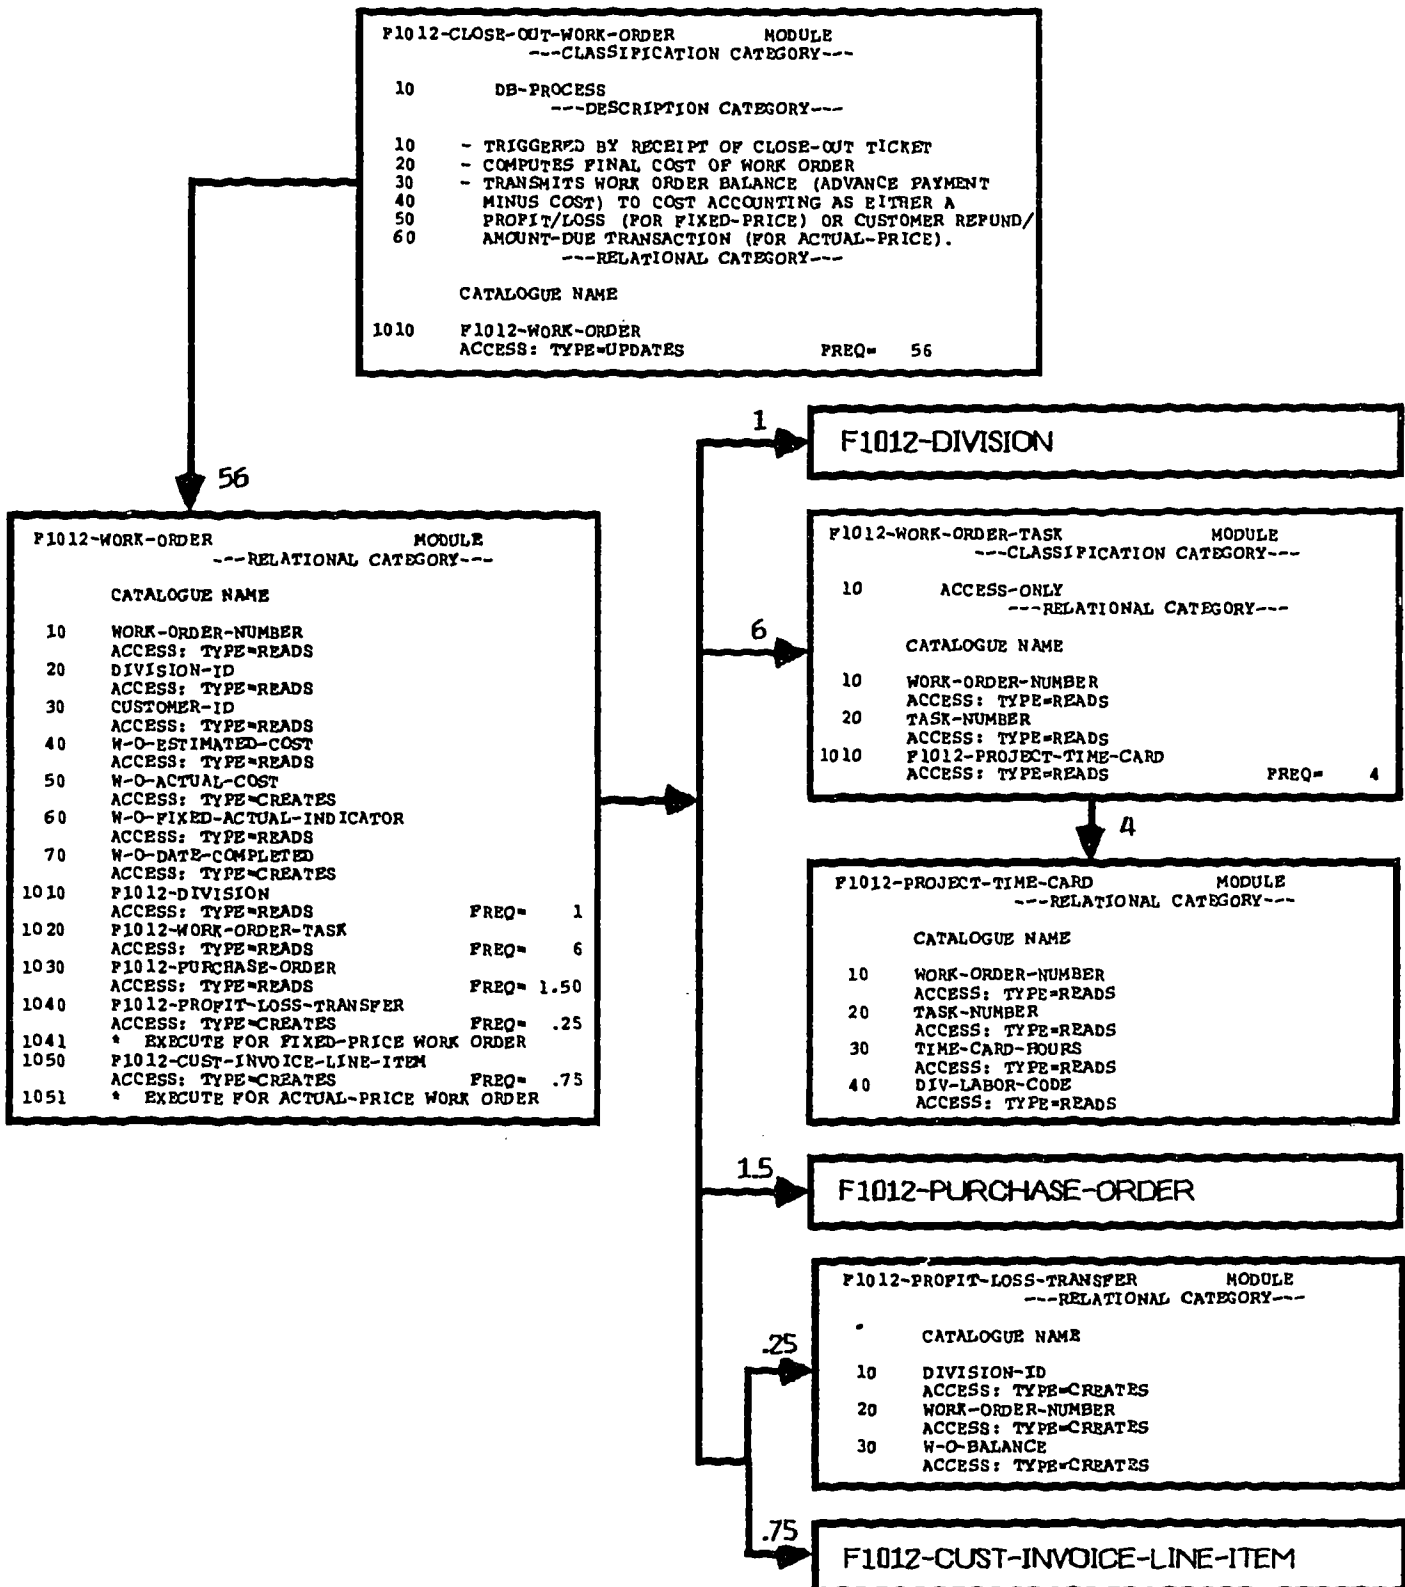 F1012-CLOSE-OUT-WORK-ORDER MODULE
---CLASSIFICATION CATEGORY---
10 DB-PROCESS
---DESCRIPTION CATEGORY---
10 - TRIGGERED BY RECEIPT OF CLOSE-OUT TICKET
20 - COMPUTES FINAL COST OF WORK ORDER
30 - TRANSMITS WORK ORDER BALANCE (ADVANCE PAYMENT
40 MINUS COST) TO COST ACCOUNTING AS EITHER A
50 PROFIT/LOSS (FOR FIXED-PRICE) OR CUSTOMER REFUND/
60 AMOUNT-DUE TRANSACTION (FOR ACTUAL-PRICE).
---RELATIONAL CATEGORY---
CATALOGUE NAME
1010 F1012-WORK-ORDER
ACCESS: TYPE=UPDATES FREQ= 56
56
F1012-WORK-ORDER MODULE
---RELATIONAL CATEGORY---
CATALOGUE NAME
10 WORK-ORDER-NUMBER
ACCESS: TYPE=READS
20 DIVISION-ID
ACCESS: TYPE=READS
30 CUSTOMER-ID
ACCESS: TYPE=READS
40 W-O-ESTIMATED-COST
ACCESS: TYPE=READS
50 W-O-ACTUAL-COST
ACCESS: TYPE=CREATES
60 W-O-FIXED-ACTUAL-INDICATOR
ACCESS: TYPE=READS
70 W-O-DATE-COMPLETED
ACCESS: TYPE=CREATES
1010 F1012-DIVISION
ACCESS: TYPE=READS FREQ= 1
1020 F1012-WORK-ORDER-TASK
ACCESS: TYPE=READS FREQ= 6
1030 F1012-PURCHASE-ORDER
ACCESS: TYPE=READS FREQ= 1.50
1040 F1012-PROFIT-LOSS-TRANSFER
ACCESS: TYPE=CREATES FREQ= .25
1041 * EXECUTE FOR FIXED-PRICE WORK ORDER
1050 F1012-CUST-INVOICE-LINE-ITEM
ACCESS: TYPE=CREATES FREQ= .75
1051 * EXECUTE FOR ACTUAL-PRICE WORK ORDER
1
F1012-DIVISION
6
F1012-WORK-ORDER-TASK MODULE
---CLASSIFICATION CATEGORY---
10 ACCESS-ONLY
---RELATIONAL CATEGORY---
CATALOGUE NAME
10 WORK-ORDER-NUMBER
ACCESS: TYPE=READS
20 TASK-NUMBER
ACCESS: TYPE=READS
1010 F1012-PROJECT-TIME-CARD
ACCESS: TYPE=READS FREQ= 4
4
F1012-PROJECT-TIME-CARD MODULE
---RELATIONAL CATEGORY---
CATALOGUE NAME
10 WORK-ORDER-NUMBER
ACCESS: TYPE=READS
20 TASK-NUMBER
ACCESS: TYPE=READS
30 TIME-CARD-HOURS
ACCESS: TYPE=READS
40 DIV-LABOR-CODE
ACCESS: TYPE=READS
1.5
F1012-PURCHASE-ORDER
.25
F1012-PROFIT-LOSS-TRANSFER MODULE
---RELATIONAL CATEGORY---
CATALOGUE NAME
10 DIVISION-ID
ACCESS: TYPE=CREATES
20 WORK-ORDER-NUMBER
ACCESS: TYPE=CREATES
30 W-O-BALANCE
ACCESS: TYPE=CREATES
.75
F1012-CUST-INVOICE-LINE-ITEM